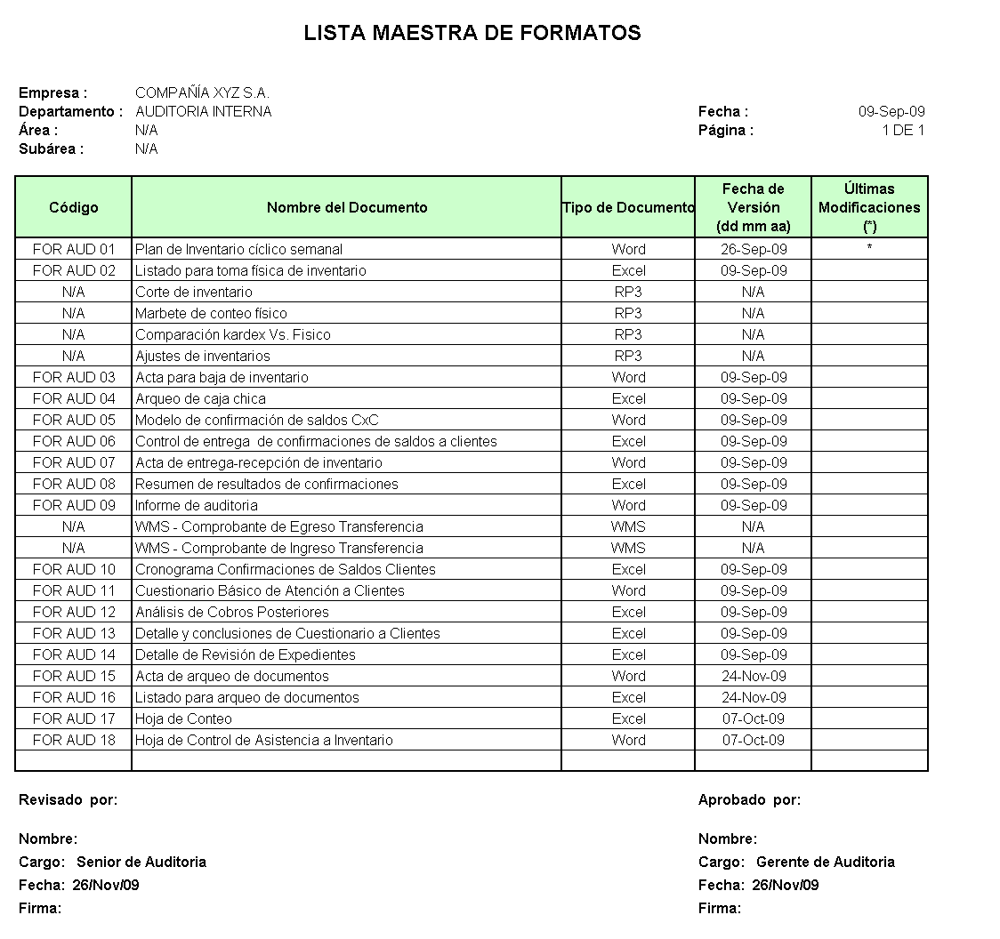 LISTA MAESTRA DE FORMATOS
Empresa : COMPAÑÍA XYZ S.A.
Departamento : AUDITORIA INTERNA Fecha : 09-Sep-09
Área : N/A Página : 1 DE 1
Subárea : N/A
Código Nombre del Documento Tipo de Documento Fecha de Versión (dd mm aa) Últimas Modificaciones (*)
FOR AUD 01 Plan de Inventario cíclico semanal Word 26-Sep-09 *
FOR AUD 02 Listado para toma física de inventario Excel 09-Sep-09
N/A Corte de inventario RP3 N/A
N/A Marbete de conteo físico RP3 N/A
N/A Comparación kardex Vs. Fisico RP3 N/A
N/A Ajustes de inventarios RP3 N/A
FOR AUD 03 Acta para baja de inventario Word 09-Sep-09
FOR AUD 04 Arqueo de caja chica Excel 09-Sep-09
FOR AUD 05 Modelo de confirmación de saldos CxC Word 09-Sep-09
FOR AUD 06 Control de entrega de confirmaciones de saldos a clientes Excel 09-Sep-09
FOR AUD 07 Acta de entrega-recepción de inventario Word 09-Sep-09
FOR AUD 08 Resumen de resultados de confirmaciones Excel 09-Sep-09
FOR AUD 09 Informe de auditoria Word 09-Sep-09
N/A WMS - Comprobante de Egreso Transferencia WMS N/A
N/A WMS - Comprobante de Ingreso Transferencia WMS N/A
FOR AUD 10 Cronograma Confirmaciones de Saldos Clientes Excel 09-Sep-09
FOR AUD 11 Cuestionario Básico de Atención a Clientes Word 09-Sep-09
FOR AUD 12 Análisis de Cobros Posteriores Excel 09-Sep-09
FOR AUD 13 Detalle y conclusiones de Cuestionario a Clientes Excel 09-Sep-09
FOR AUD 14 Detalle de Revisión de Expedientes Excel 09-Sep-09
FOR AUD 15 Acta de arqueo de documentos Word 24-Nov-09
FOR AUD 16 Listado para arqueo de documentos Excel 24-Nov-09
FOR AUD 17 Hoja de Conteo Excel 07-Oct-09
FOR AUD 18 Hoja de Control de Asistencia a Inventario Word 07-Oct-09
Revisado por: Aprobado por:
Nombre: Nombre:
Cargo: Senior de Auditoria Cargo: Gerente de Auditoria
Fecha: 26/Nov/09 Fecha: 26/Nov/09
Firma: Firma: